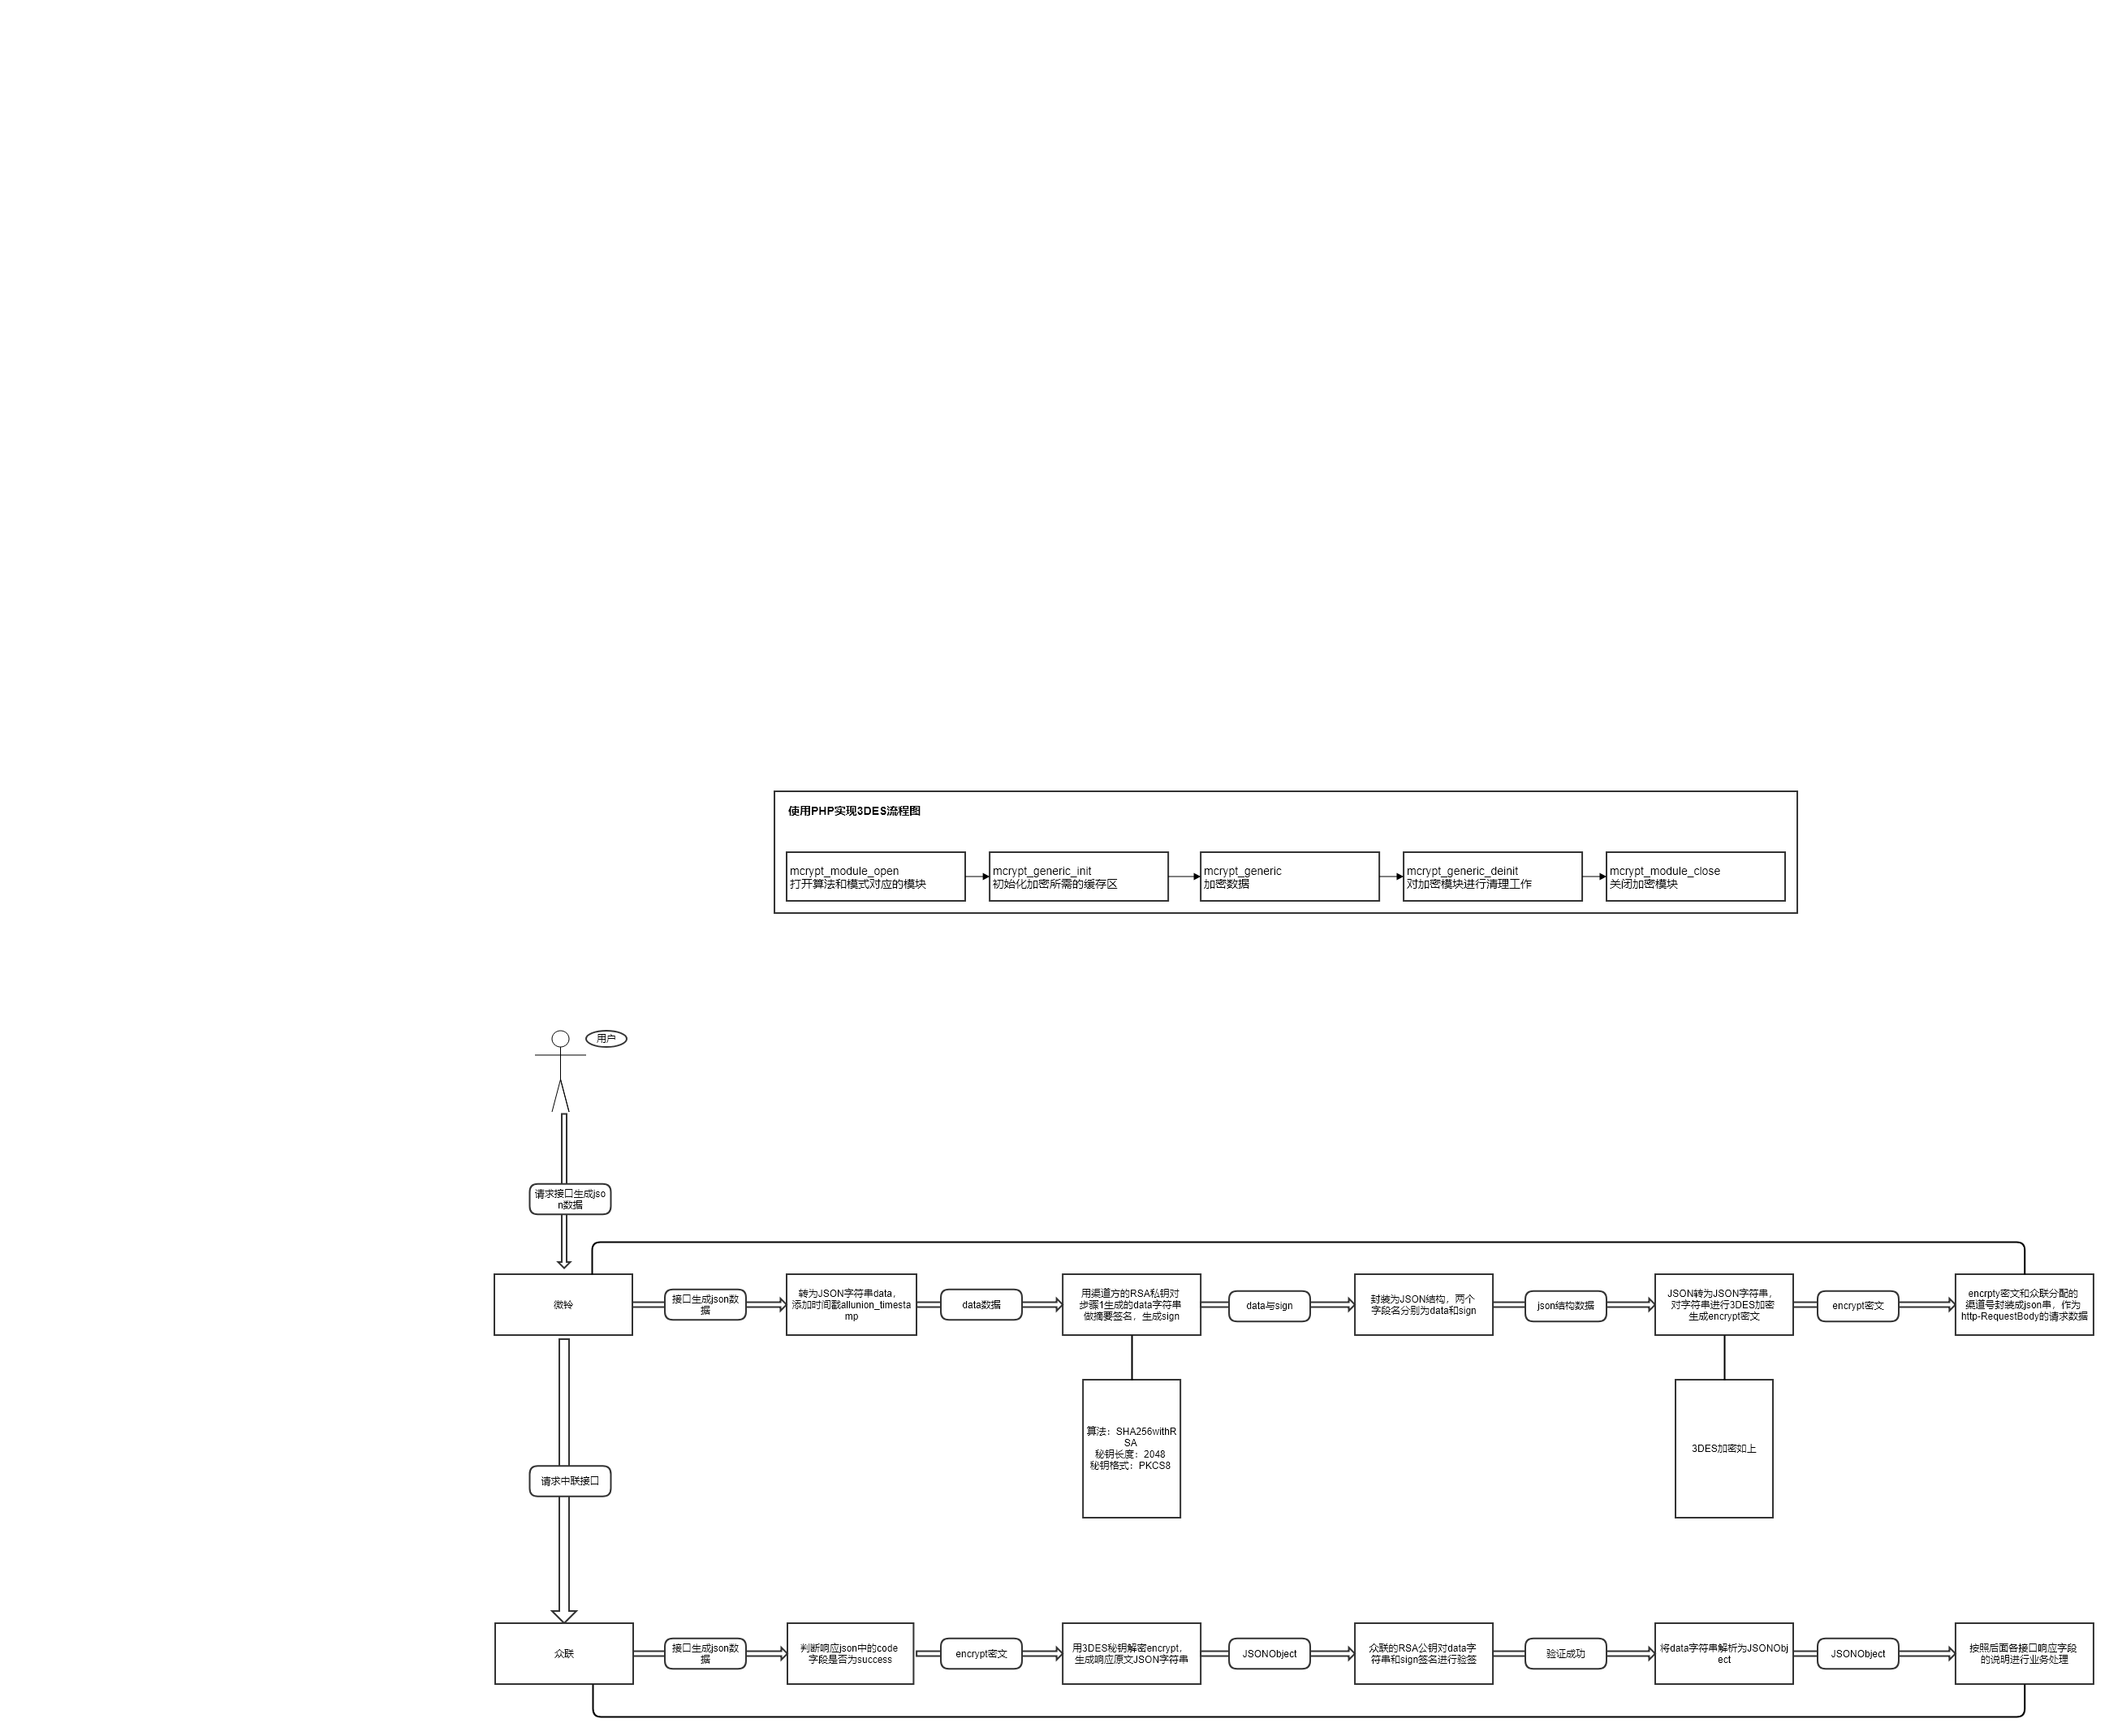 使用PHP实现3DES流程图
mcrypt_module_open
打开算法和模式对应的模块
mcrypt_generic_init
初始化加密所需的缓存区
mcrypt_generic
加密数据
mcrypt_generic_deinit
对加密模块进行清理工作
mcrypt_module_close
关闭加密模块
用户
请求接口生成jso
n数据
微铃
接口生成json数
据
转为JSON字符串data，
添加时间戳allunion_timesta
mp
data数据
用渠道方的RSA私钥对
步骤1生成的data字符串
做摘要签名，生成sign
data与sign
封装为JSON结构，两个
字段名分别为data和sign
json结构数据
JSON转为JSON字符串，
对字符串进行3DES加密
生成encrypt密文
encrypt密文
encrpty密文和众联分配的
渠道号封装成json串，作为
http-RequestBody的请求数据
算法：SHA256withR
SA
秘钥长度：2048
秘钥格式：PKCS8
3DES加密如上
请求中联接口
众联
接口生成json数
据
判断响应json中的code
字段是否为success
encrypt密文
用3DES秘钥解密encrypt，
生成响应原文JSON字符串
JSONObject
众联的RSA公钥对data字
符串和sign签名进行验签
验证成功
将data字符串解析为JSONObj
ect
JSONObject
按照后面各接口响应字段
的说明进行业务处理